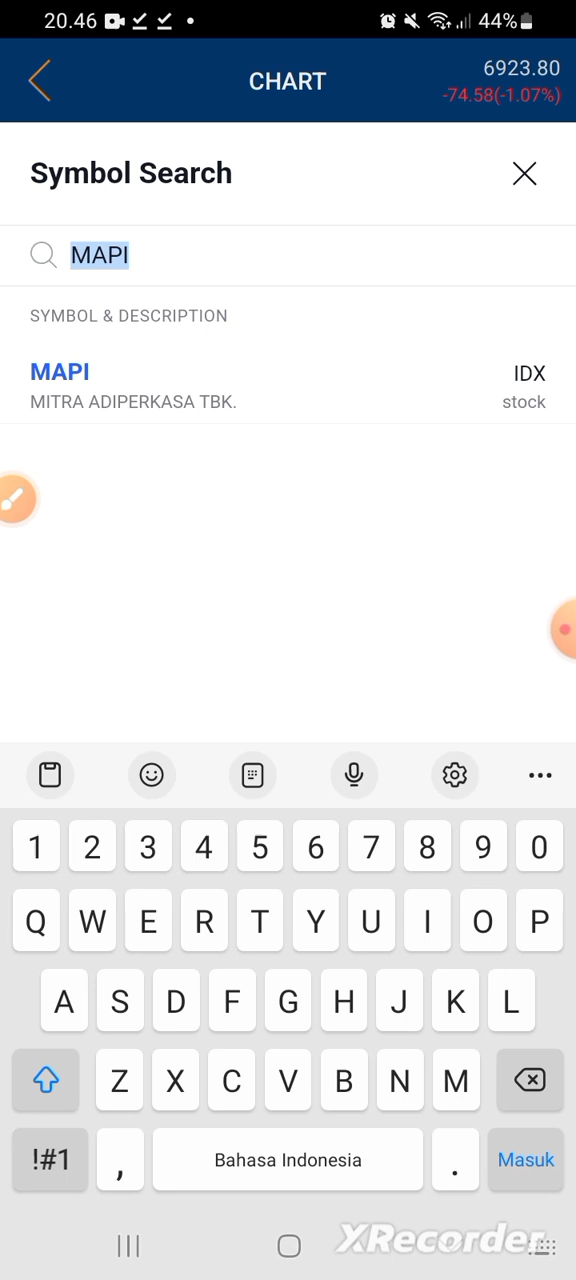 20.46 44%
CHART
6923.80
-74.58(-1.07%)
Symbol Search
MAPI
SYMBOL & DESCRIPTION
MAPI IDX
MITRA ADIPERKASA TBK. stock
1 2 3 4 5 6 7 8 9 0
Q W E R T Y U I O P
A S D F G H J K L
Z X C V B N M
!#1 , Bahasa Indonesia . Masuk
XRecorder